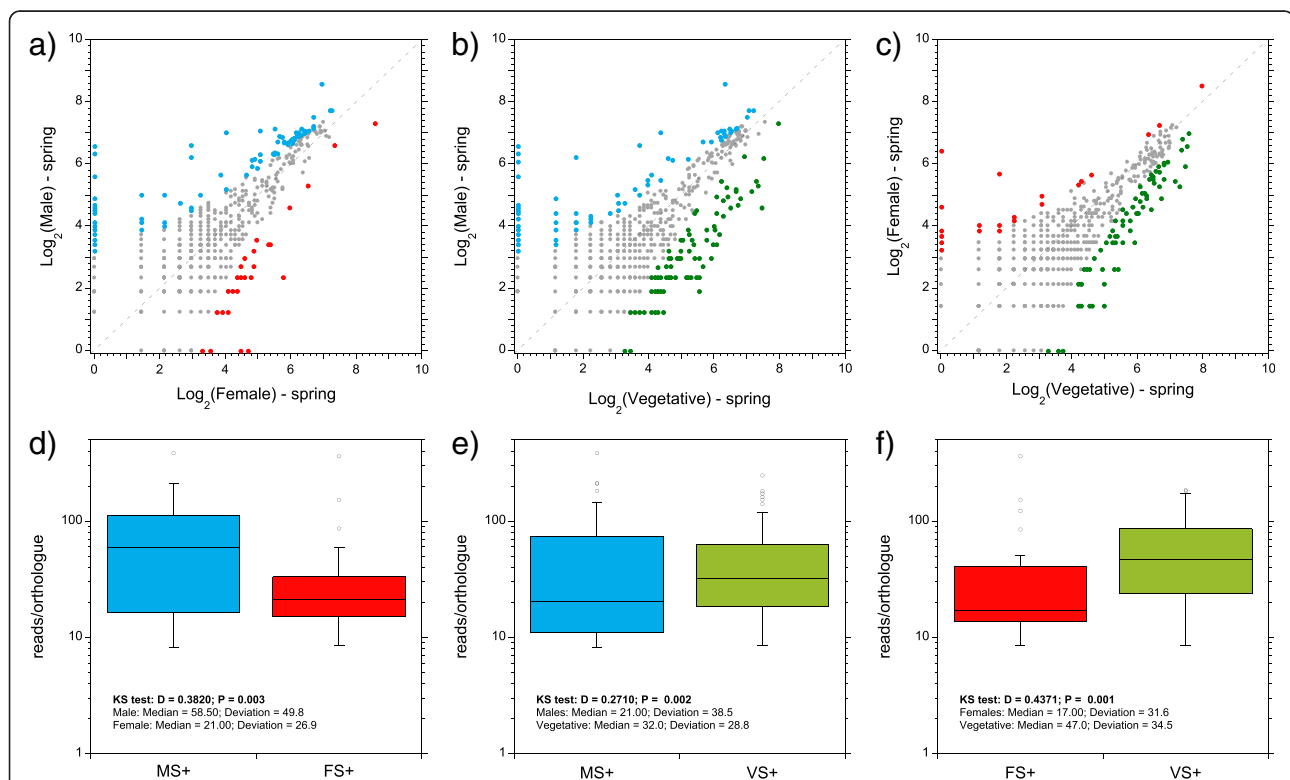 a)
10
8
6
4
2
0
Log2(Male) - spring
0 2 4 6 8 10
Log2(Female) - spring
b)
10
8
6
4
2
0
Log2(Male) - spring
0 2 4 6 8 10
Log2(Vegetative) - spring
c)
10
8
6
4
2
0
Log2(Female) - spring
0 2 4 6 8 10
Log2(Vegetative) - spring
d)
100
10
1
reads/orthologue
KS test: D = 0.3820; P = 0.003
Male: Median = 58.50; Deviation = 49.8
Female: Median = 21.00; Deviation = 26.9
MS+ FS+
e)
100
10
1
reads/orthologue
KS test: D = 0.2710; P = 0.002
Males: Median = 21.00; Deviation = 38.5
Vegetative: Median = 32.0; Deviation = 28.8
MS+ VS+
f)
100
10
1
reads/orthologue
KS test: D = 0.4371; P = 0.001
Females: Median = 17.00; Deviation = 31.6
Vegetative: Median = 47.0; Deviation = 34.5
FS+ VS+